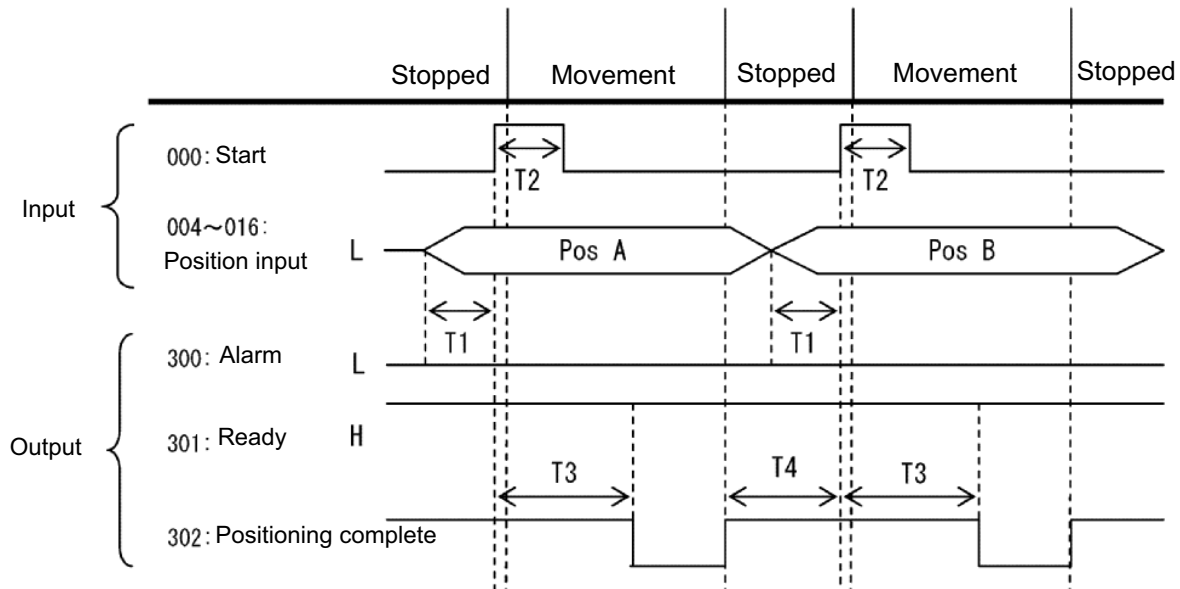 Stopped Movement Stopped Movement Stopped
000: Start
T2 T2
Input
004~016:
Position input L Pos A Pos B
T1 T1
300: Alarm L
301: Ready H
Output
T3 T4 T3
302: Positioning complete